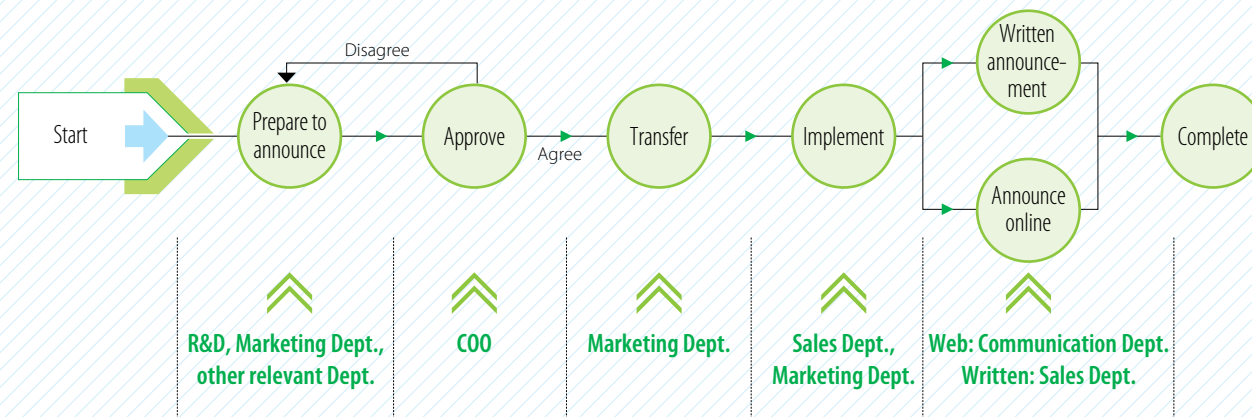 Start
Disagree
Prepare to
announce
Approve
Agree
Transfer
Implement
Written
announce-
ment
Announce
online
Complete
R&D, Marketing Dept.,
other relevant Dept.
COO
Marketing Dept.
Sales Dept.,
Marketing Dept.
Web: Communication Dept.
Written: Sales Dept.